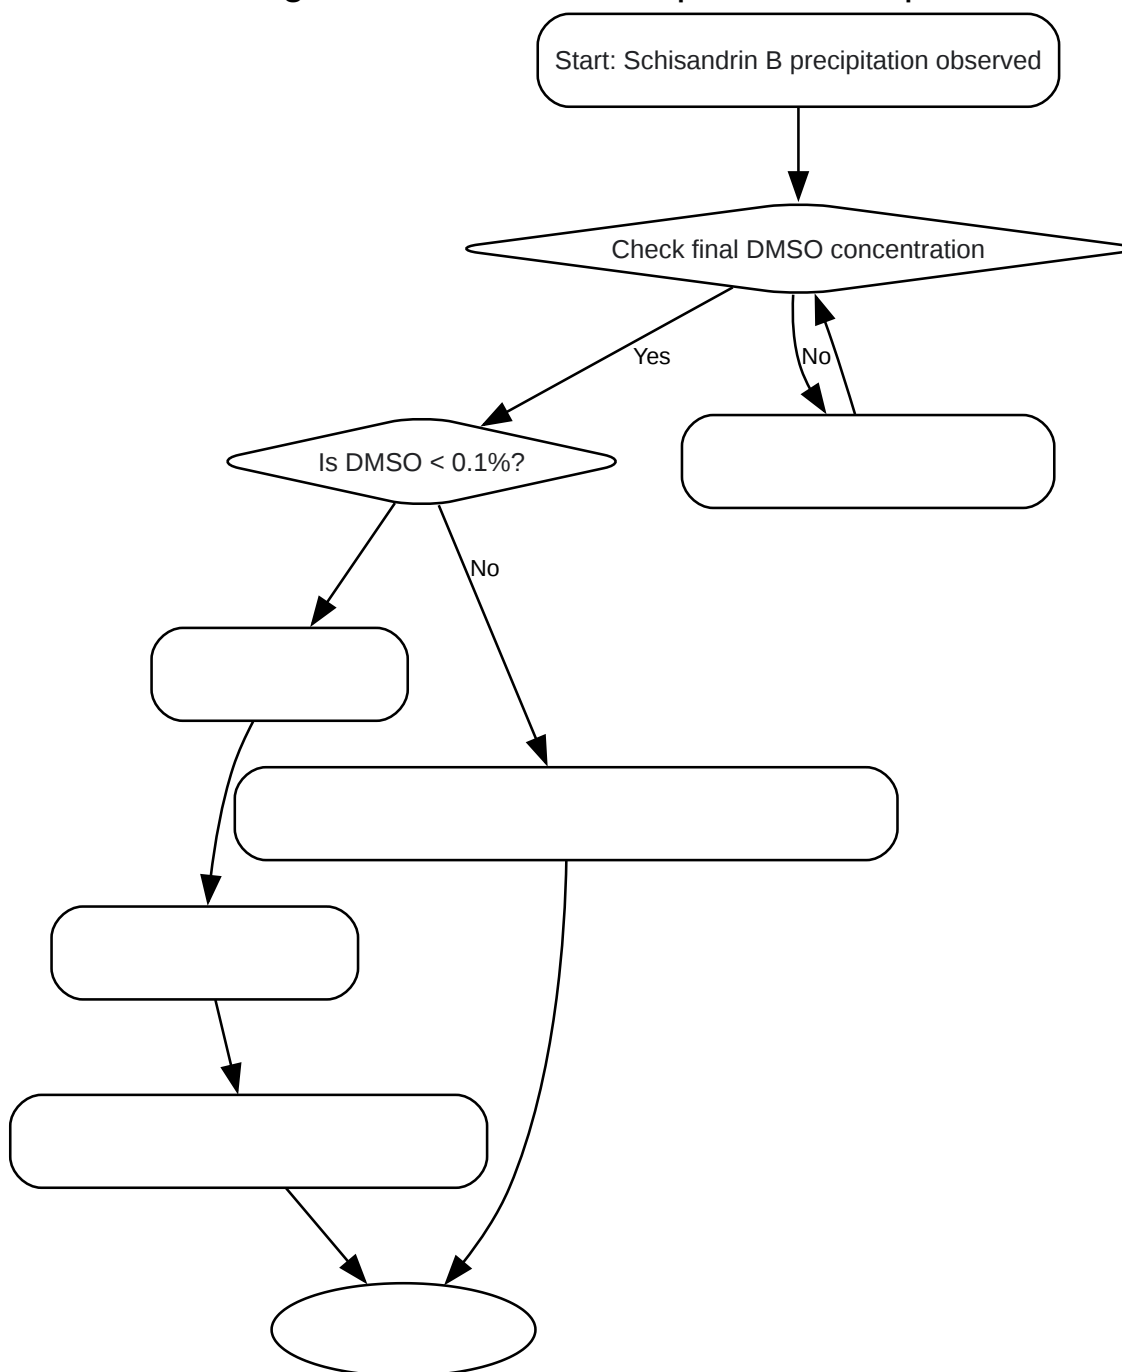 Start: Schisandrin B precipitation observed
Check final DMSO concentration
Yes
No
Is DMSO < 0.1%?
No